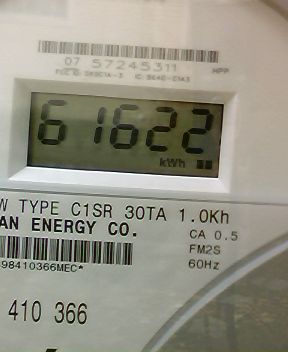 07 57245311
HPP
61622
kWh
W TYPE C1SR 30TA 1.0Kh
AN ENERGY CO.
CA 0.5
FM2S
98410366MEC*
60Hz
410 366